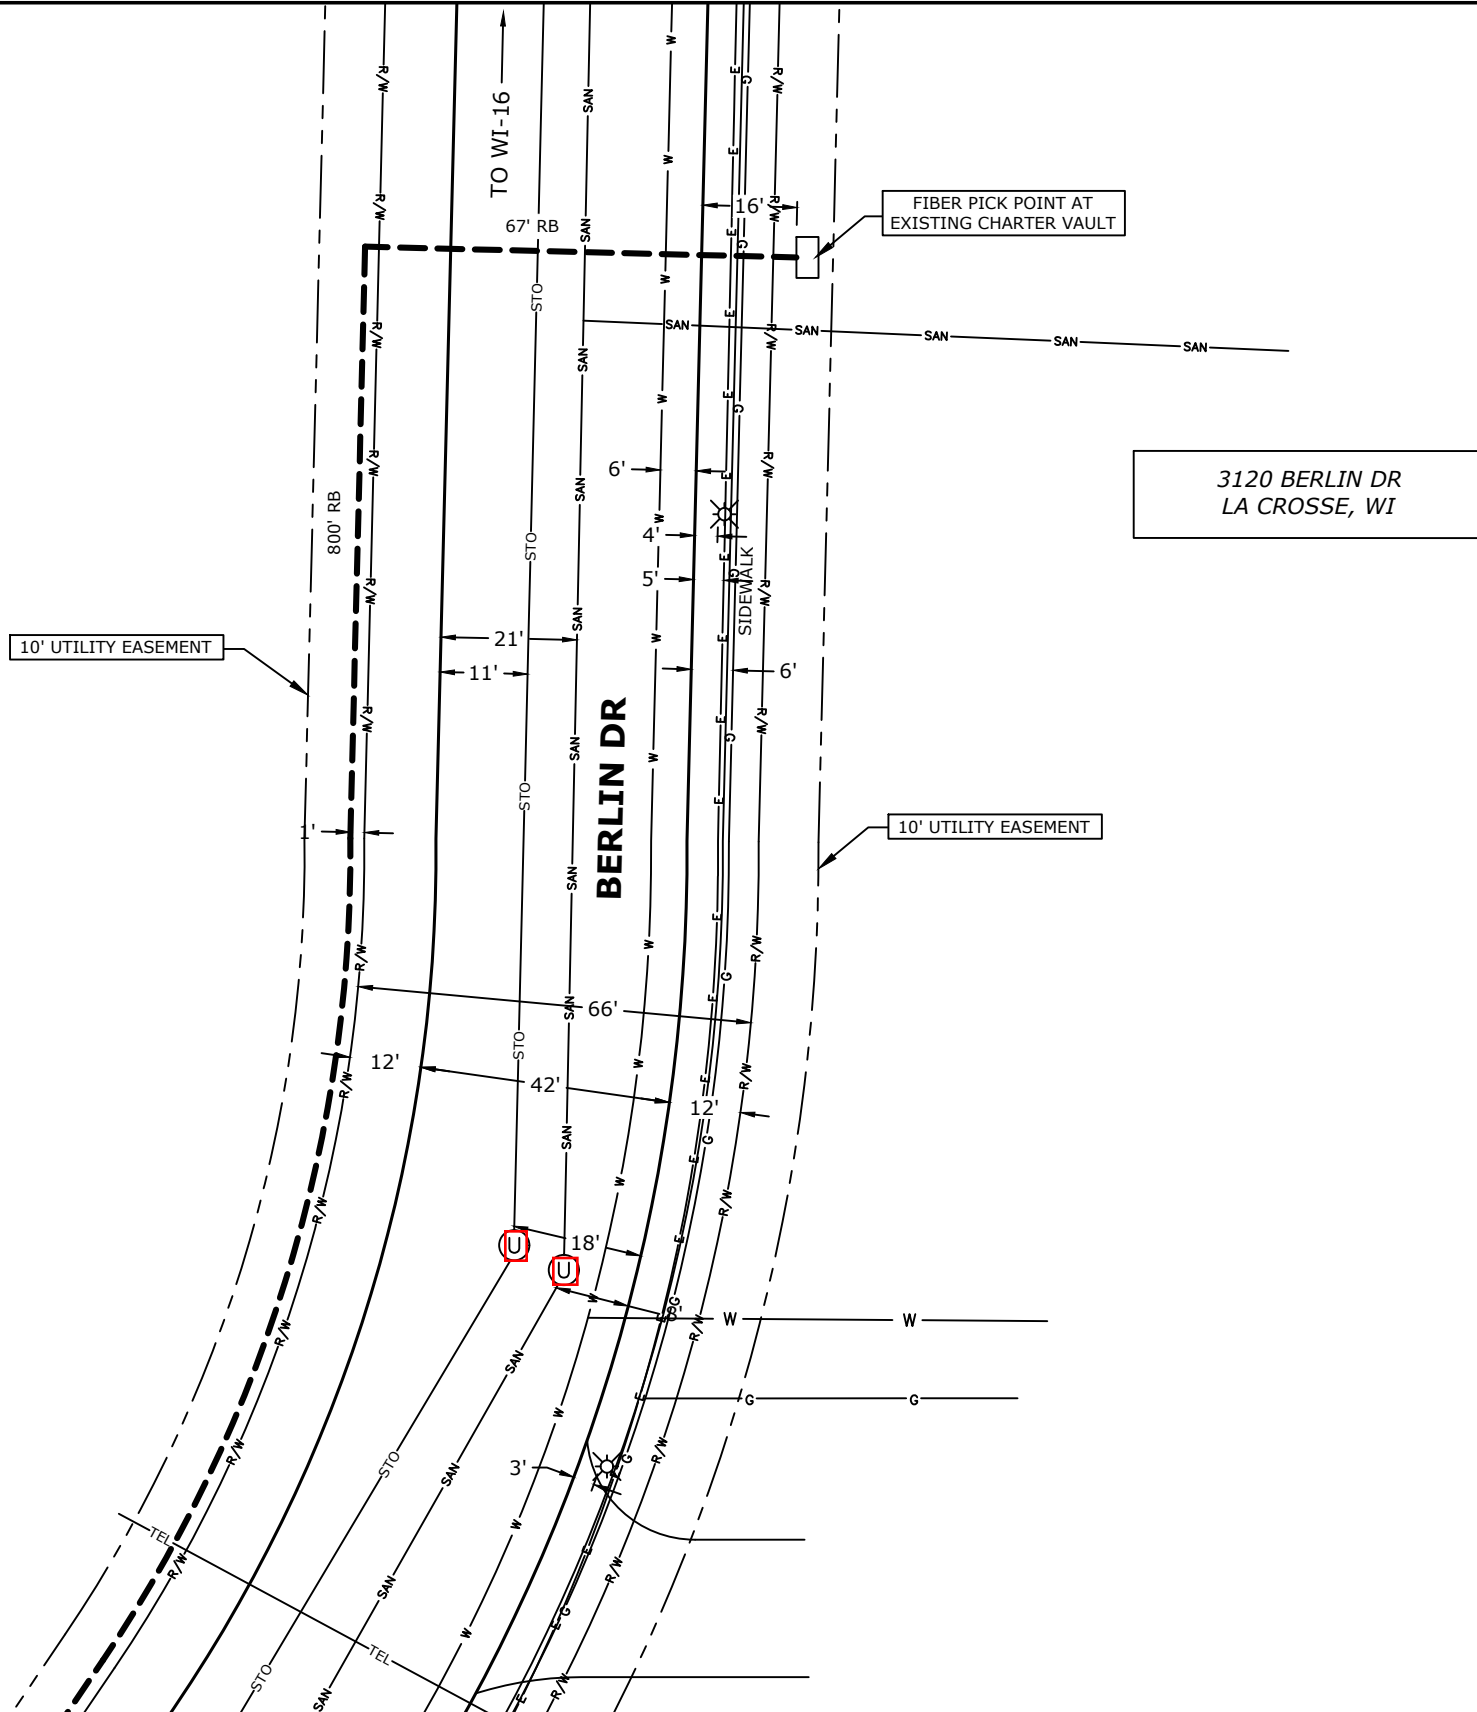 TO WI-16
16'
FIBER PICK POINT AT
EXISTING CHARTER VAULT
67' RB
R/W
STO
SAN
W
E
G
R/W
SAN
SAN
SAN
SAN
SAN
800' RB
6'
3120 BERLIN DR
LA CROSSE, WI
4'
5'
SIDEWALK
10' UTILITY EASEMENT
21'
11'
6'
BERLIN DR
1'
10' UTILITY EASEMENT
66'
12'
42'
12'
U
18'
U
W
W
G
G
3'
TEL
TEL
STO
SAN
W
E
G
R/W